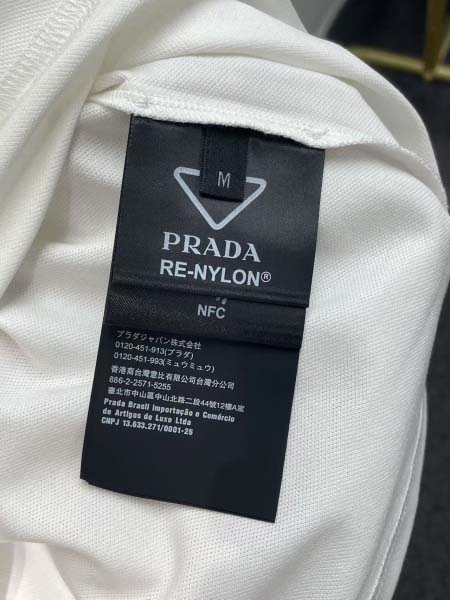 M
PRADA
RE-NYLON®
NFC
プラダジャパン株式会社
0120-451-913(プラダ)
0120-451-993(ミュウミュウ)
香港商台灣意比有限公司台灣分公司
886-2-2571-5255
臺北市中山區中山北路二段44號12樓A室
Prada Brasil Importação e Comércio
de Artigos de Luxo Ltda
CNPJ 13.633.271/0001-26